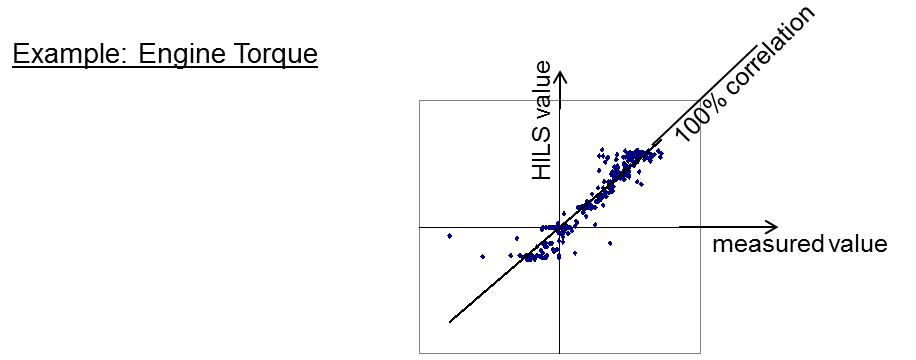 Example: Engine Torque
HILS value
100% correlation
measured value